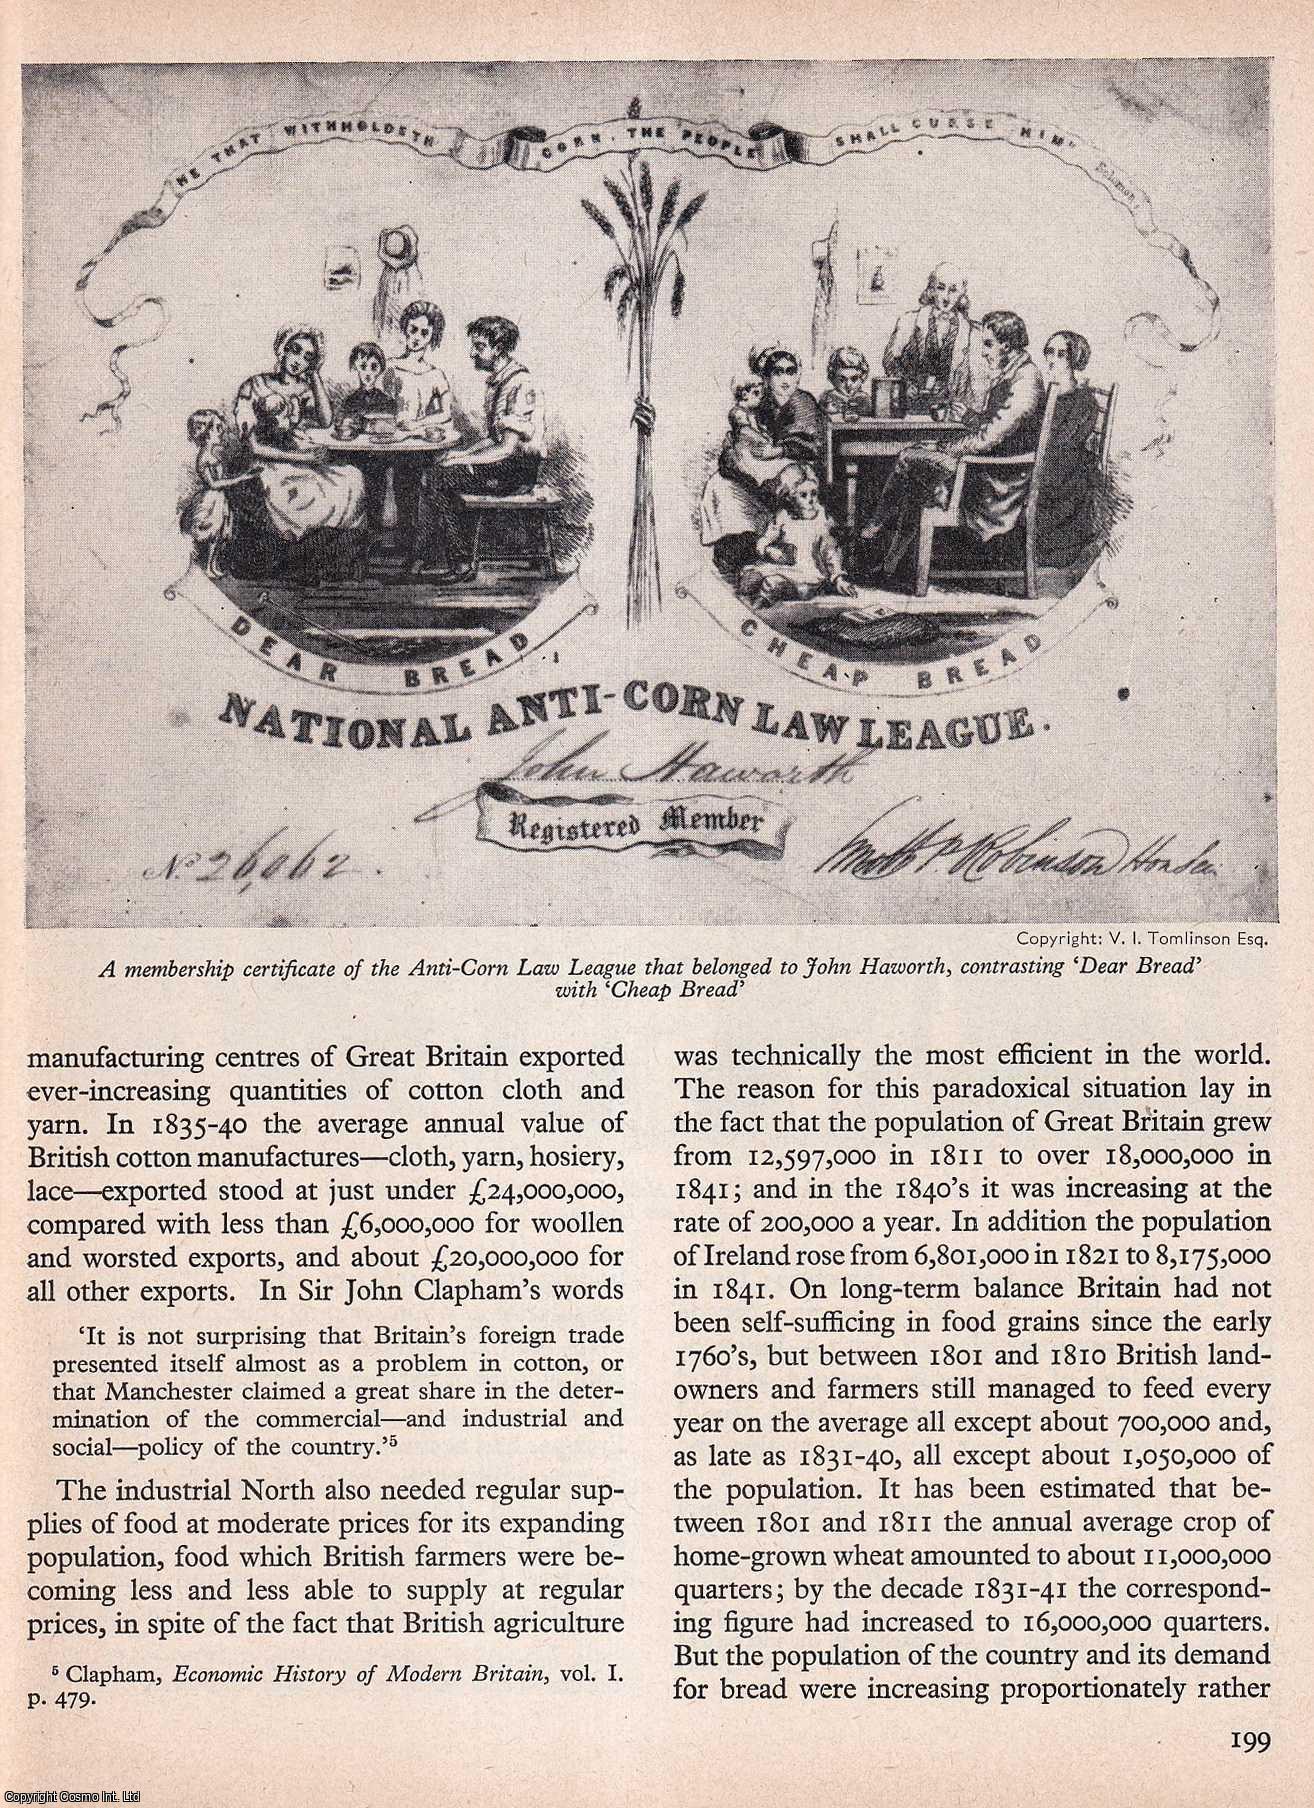 HE THAT WITHHOLDETH CORN · THE PEOPLE SHALL CURSE HIM" Solomon.
DEAR BREAD
CHEAP BREAD
NATIONAL ANTI-CORN LAW LEAGUE.
John Haworth
Registered Member
No. 26,062.
P. Robinson Hon Sec
Copyright: V. I. Tomlinson Esq.
A membership certificate of the Anti-Corn Law League that belonged to John Haworth, contrasting ‘Dear Bread’
with ‘Cheap Bread’
manufacturing centres of Great Britain exported
ever-increasing quantities of cotton cloth and
yarn. In 1835-40 the average annual value of
British cotton manufactures—cloth, yarn, hosiery,
lace—exported stood at just under £24,000,000,
compared with less than £6,000,000 for woollen
and worsted exports, and about £20,000,000 for
all other exports. In Sir John Clapham’s words
‘It is not surprising that Britain’s foreign trade
presented itself almost as a problem in cotton, or
that Manchester claimed a great share in the deter-
mination of the commercial—and industrial and
social—policy of the country.’⁵
The industrial North also needed regular sup-
plies of food at moderate prices for its expanding
population, food which British farmers were be-
coming less and less able to supply at regular
prices, in spite of the fact that British agriculture
⁵ Clapham, Economic History of Modern Britain, vol. I.
p. 479.
was technically the most efficient in the world.
The reason for this paradoxical situation lay in
the fact that the population of Great Britain grew
from 12,597,000 in 1811 to over 18,000,000 in
1841; and in the 1840’s it was increasing at the
rate of 200,000 a year. In addition the population
of Ireland rose from 6,801,000 in 1821 to 8,175,000
in 1841. On long-term balance Britain had not
been self-sufficing in food grains since the early
1760’s, but between 1801 and 1810 British land-
owners and farmers still managed to feed every
year on the average all except about 700,000 and,
as late as 1831-40, all except about 1,050,000 of
the population. It has been estimated that be-
tween 1801 and 1811 the annual average crop of
home-grown wheat amounted to about 11,000,000
quarters; by the decade 1831-41 the correspond-
ing figure had increased to 16,000,000 quarters.
But the population of the country and its demand
for bread were increasing proportionately rather
199
Copyright Cosmo Int. Ltd